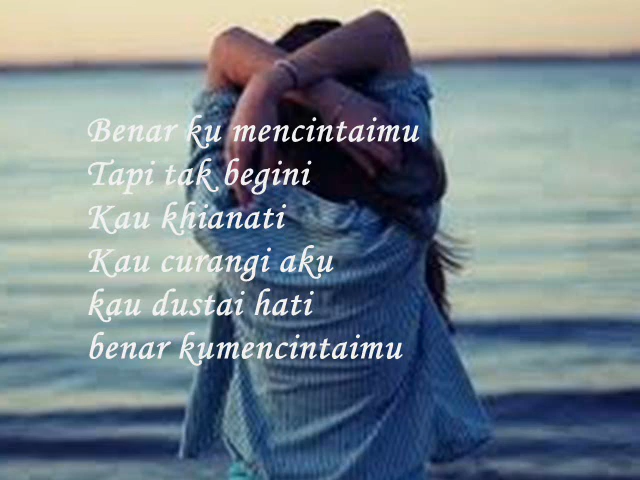 Benar ku mencintaimu
Tapi tak begini
Kau khianati
Kau curangi aku
kau dustai hati
benar kumencintaimu